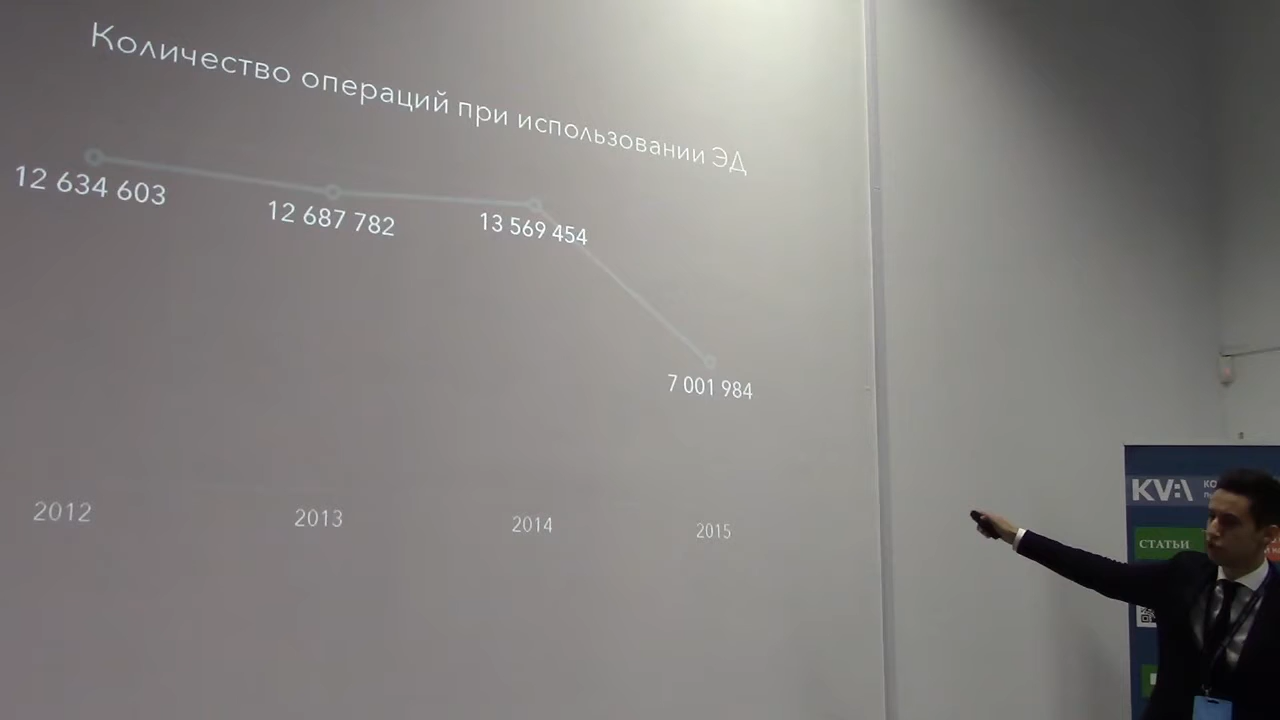 Количество операций при использовании ЭД
12 634 603
12 687 782
13 569 454
7 001 984
2012
2013
2014
2015
KV:\
СТАТЬИ